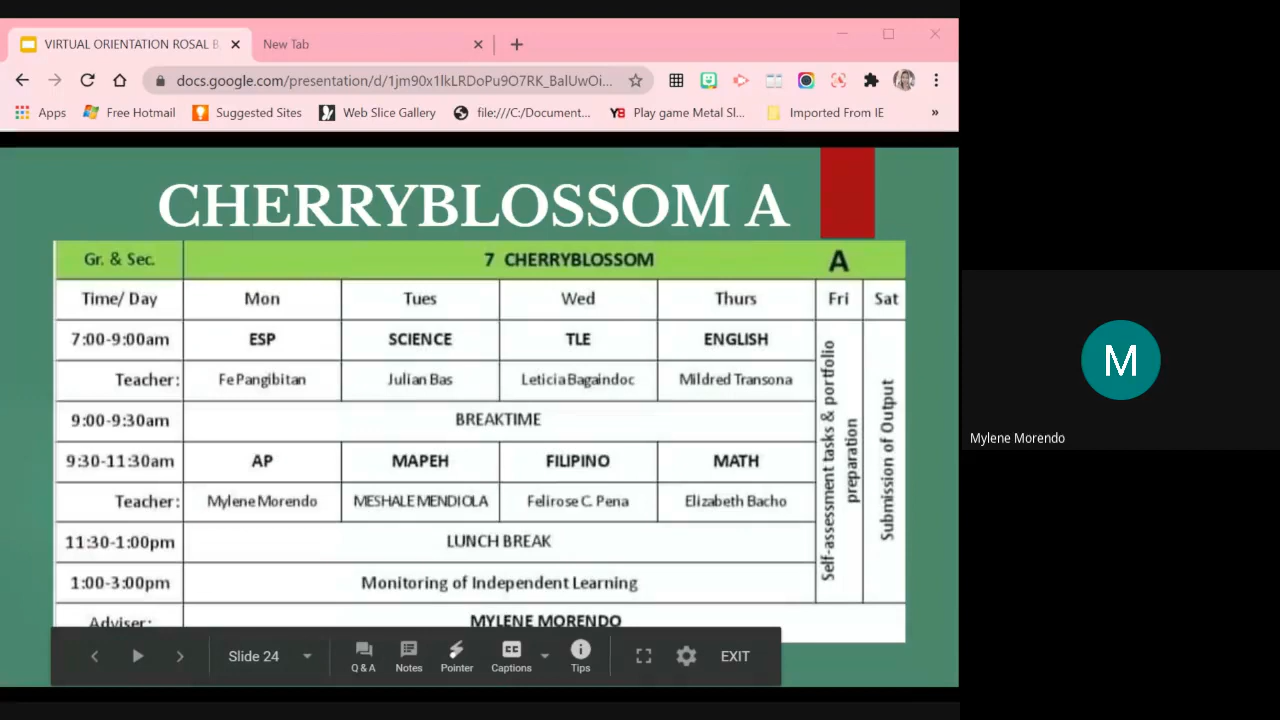 VIRTUAL ORIENTATION ROSAL B
New Tab
docs.google.com/presentation/d/1jm90x1lkLRDoPu9O7RK_BalUwOi...
Apps
Free Hotmail
Suggested Sites
Web Slice Gallery
file:///C:/Document...
Y8 Play game Metal Sl...
Imported From IE
»
CHERRYBLOSSOM A
Gr. & Sec. 7 CHERRYBLOSSOM A
Time/ Day Mon Tues Wed Thurs Fri Sat
7:00-9:00am ESP SCIENCE TLE ENGLISH
Teacher: Fe Pangibitan Julian Bas Leticia Bagaindoc Mildred Transona
9:00-9:30am BREAKTIME
9:30-11:30am AP MAPEH FILIPINO MATH
Teacher: Mylene Morendo MESHALE MENDIOLA Felirose C. Pena Elizabeth Bacho
11:30-1:00pm LUNCH BREAK
1:00-3:00pm Monitoring of Independent Learning
Self-assessment tasks & portfolio
preparation
Submission of Output
Adviser: MYLENE MORENDO
Slide 24
Q & A
Notes
Pointer
CC
Captions
Tips
EXIT
M
Mylene Morendo